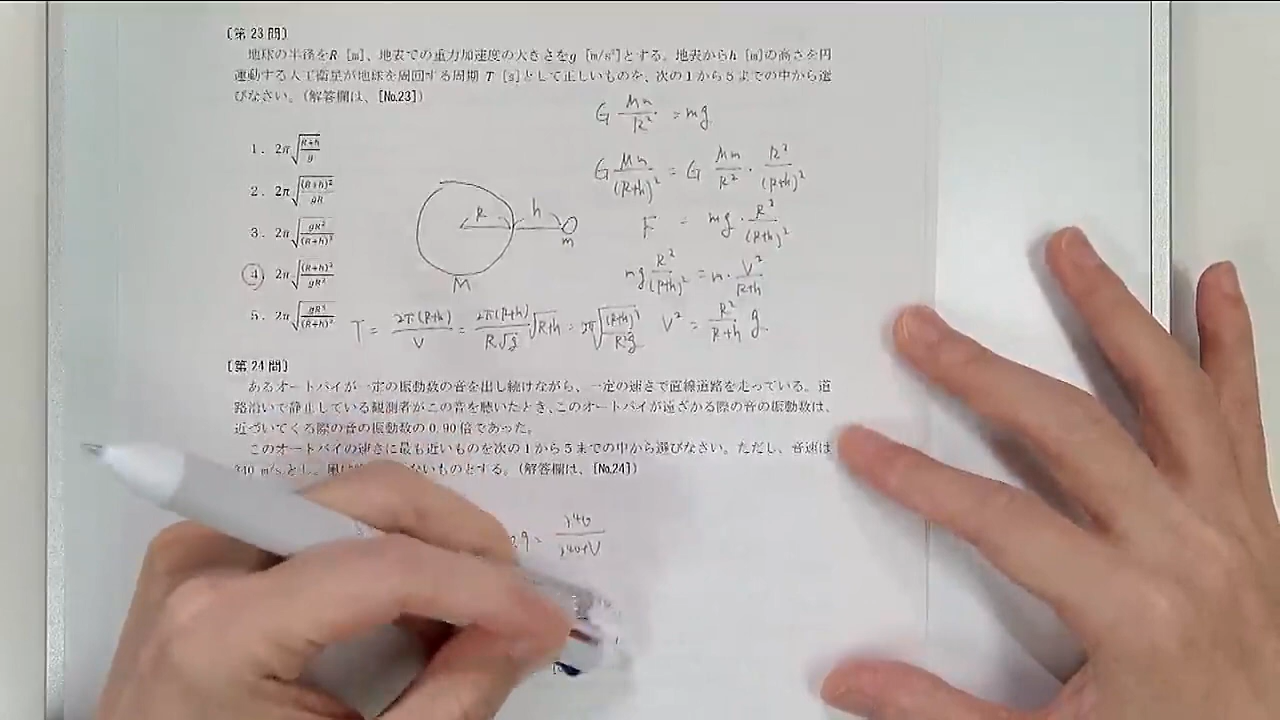 〔第23問〕
地球の半径をR [m]、地表での重力加速度の大きさをg [m/s²]とする。地表からh [m]の高さを円
運動する人工衛星が地球を周回する周期 T [s]として正しいものを、次の1から5までの中から選
びなさい。(解答欄は、[No.23])
G Mm/R² = mg
1. 2π√((R+h)/g)
G Mm/(R+h)² = G Mm/R² · R²/(R+h)²
2. 2π√((R+h)²/gR)
R h
F = mg · R²/(R+h)²
m
4. 2π√((R+h)³/gR²)
mg R²/(R+h)² = m · V²/(R+h)
M
T = 2π(R+h)/V = 2π(R+h)/(R√g) √(R+h) = 2π√((R+h)³/(R²g))
V² = R²/(R+h) g
〔第24問〕
あるオートバイが一定の振動数の音を出し続けながら、一定の速さで直線道路を走っている。道
路沿いで静止している観測者がこの音を聴いたとき、このオートバイが遠ざかる際の音の振動数は、
近づいてくる際の音の振動数の0.90倍であった。
このオートバイの速さに最も近いものを次の1から5までの中から選びなさい。ただし、音速は
340 m/sとし、風は ないものとする。(解答欄は、[No.24])
340/(340+V)